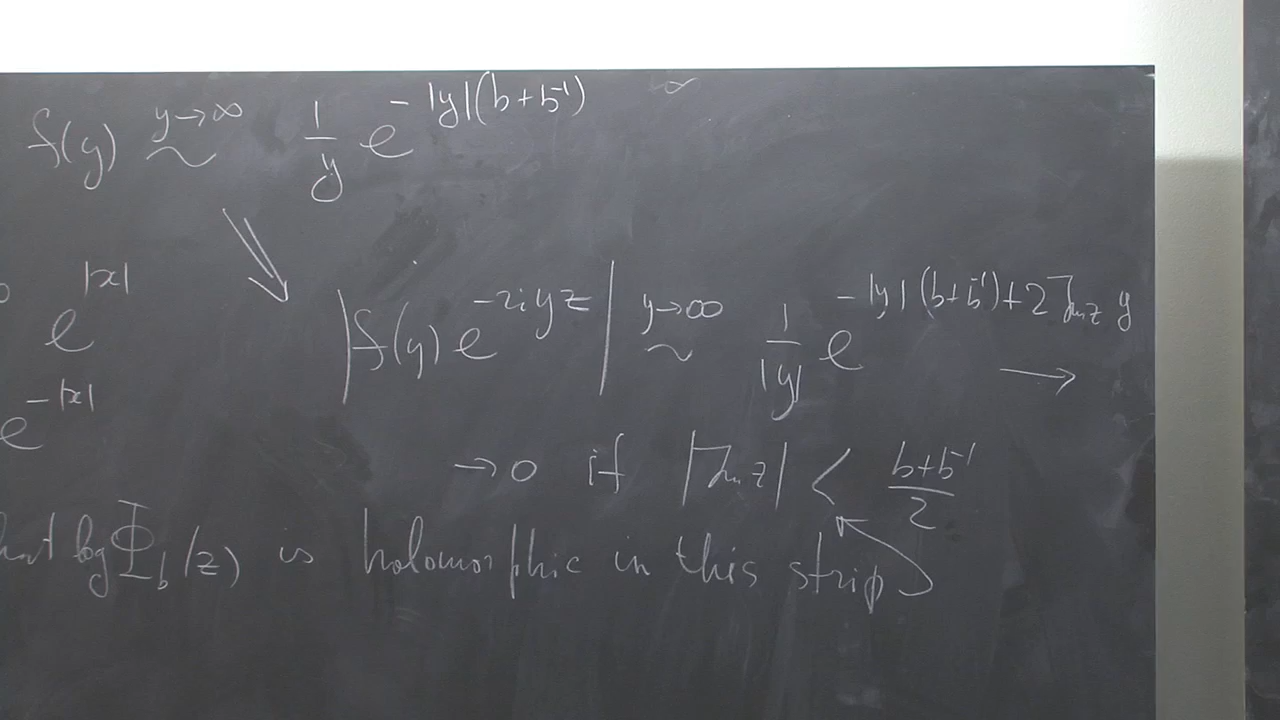 f(y) ~ y→∞ 1/y e^{-|y|(b+b^{-1})}
e^{|x|}
|f(y) e^{-2iyz}| ~ y→∞ 1/|y| e^{-|y|(b+b^{-1})+2 Im z y} →
e^{-|x|}
→ 0 if |Im z| < (b+b^{-1})/2
hat log Φ_b(z) is holomorphic in this strip